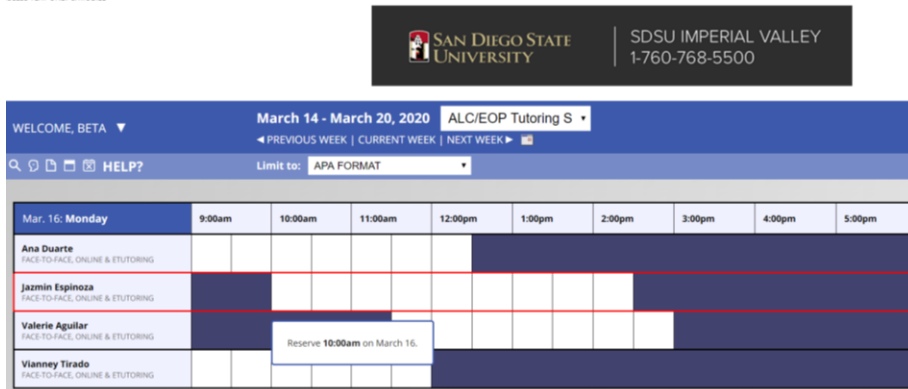 SAN DIEGO STATE
UNIVERSITY
SDSU IMPERIAL VALLEY
1-760-768-5500
WELCOME, BETA ▼
March 14 - March 20, 2020 ALC/EOP Tutoring S
◄ PREVIOUS WEEK | CURRENT WEEK | NEXT WEEK ►
HELP?
Limit to: APA FORMAT
Mar. 16: Monday 9:00am 10:00am 11:00am 12:00pm 1:00pm 2:00pm 3:00pm 4:00pm 5:00pm
Ana Duarte
FACE-TO-FACE, ONLINE & ETUTORING
Jazmin Espinoza
FACE-TO-FACE, ONLINE & ETUTORING
Valerie Aguilar
FACE-TO-FACE, ONLINE & ETUTORING
Reserve 10:00am on March 16.
Vianney Tirado
FACE-TO-FACE, ONLINE & ETUTORING